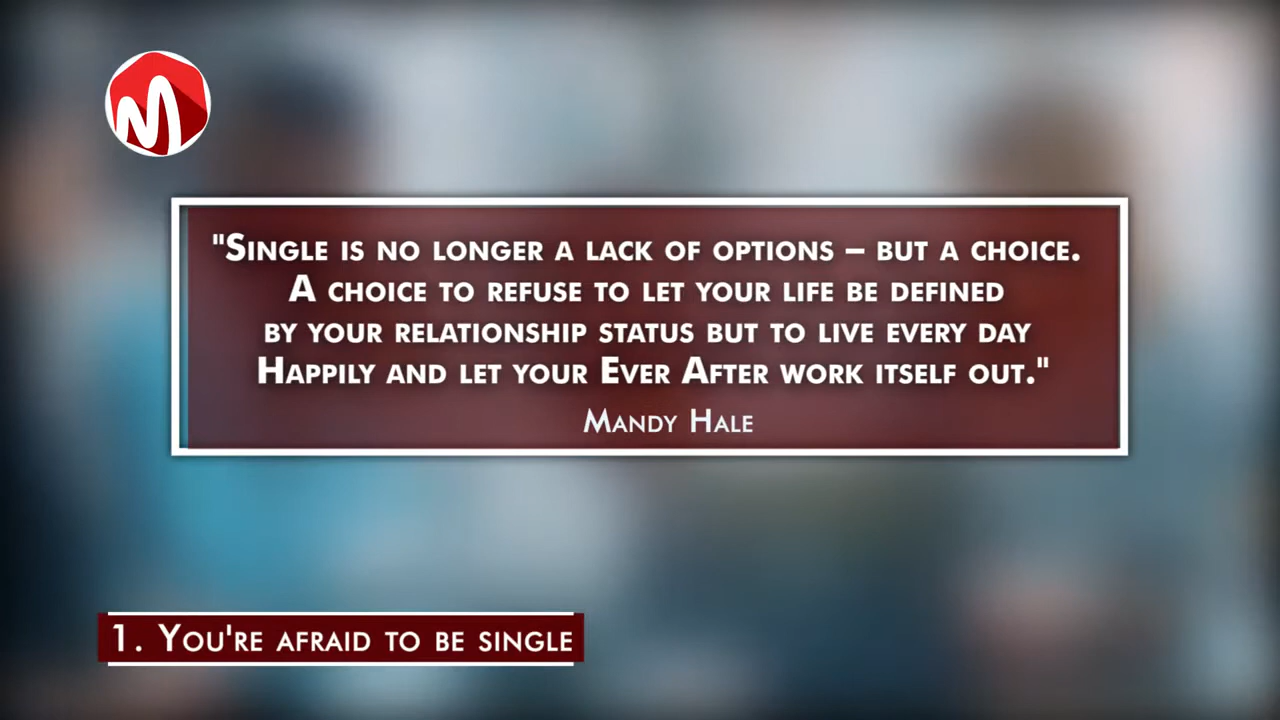 "Single is no longer a lack of options – but a choice.
A choice to refuse to let your life be defined
by your relationship status but to live every day
Happily and let your Ever After work itself out."
Mandy Hale
1. You're afraid to be single